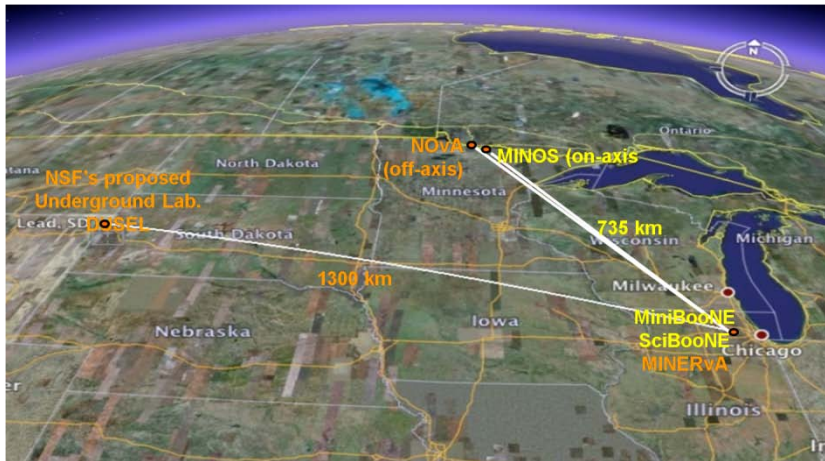 N
Ontario
NOvA
(off-axis)
MINOS (on-axis
North Dakota
Minnesota
NSF's proposed
Underground Lab.
DUSEL
Lead, SD
South Dakota
735 km
Wisconsin
Michigan
1300 km
Milwaukee
Nebraska
Iowa
MiniBooNE
SciBooNE
MINERvA
Chicago
Illinois